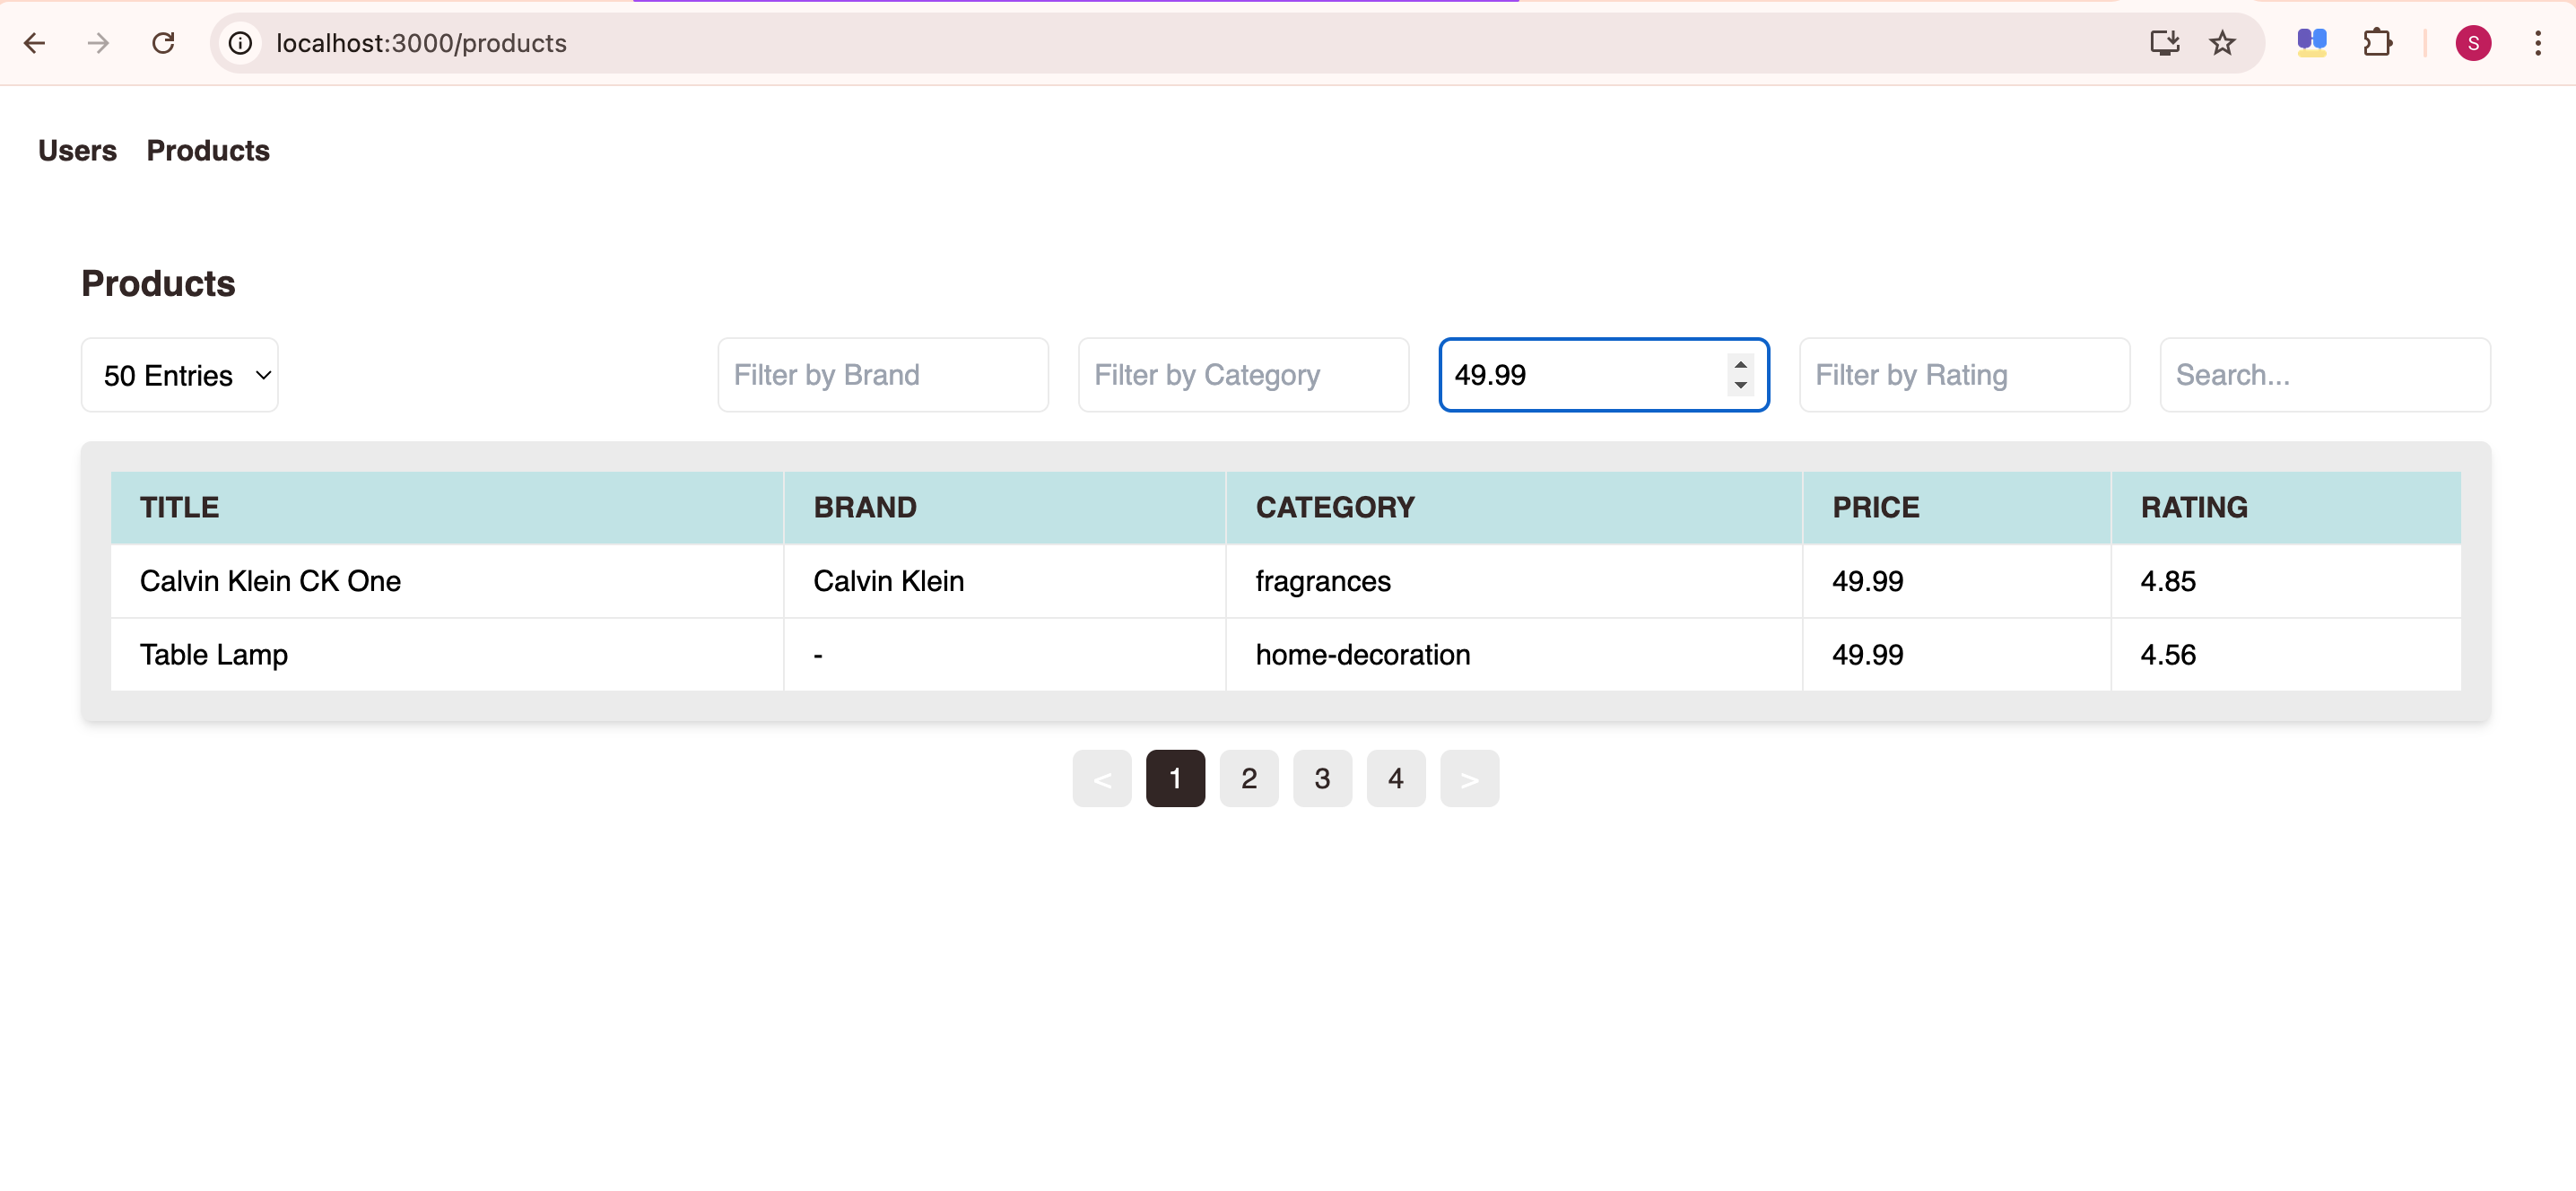 localhost:3000/products
S
Users Products
Products
50 Entries Filter by Brand Filter by Category 49.99 Filter by Rating Search...
TITLE BRAND CATEGORY PRICE RATING
Calvin Klein CK One Calvin Klein fragrances 49.99 4.85
Table Lamp - home-decoration 49.99 4.56
< 1 2 3 4 >